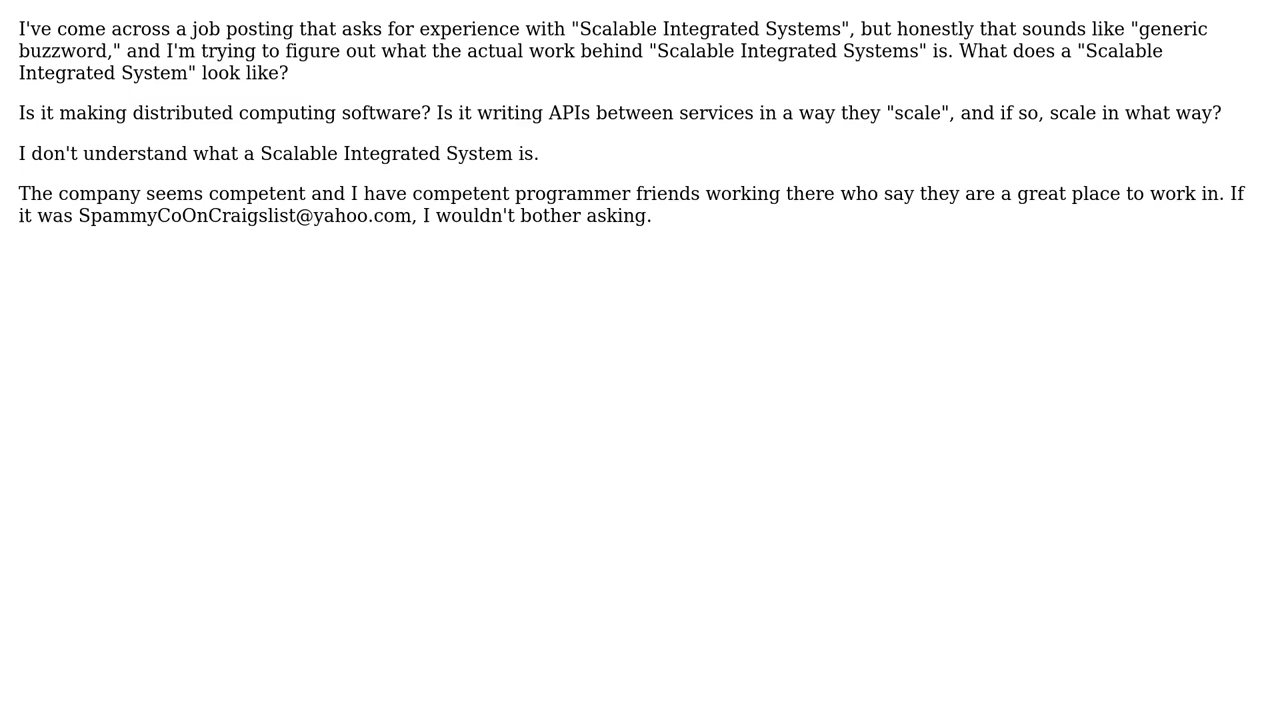 I've come across a job posting that asks for experience with "Scalable Integrated Systems", but honestly that sounds like "generic
buzzword," and I'm trying to figure out what the actual work behind "Scalable Integrated Systems" is. What does a "Scalable
Integrated System" look like?
Is it making distributed computing software? Is it writing APIs between services in a way they "scale", and if so, scale in what way?
I don't understand what a Scalable Integrated System is.
The company seems competent and I have competent programmer friends working there who say they are a great place to work in. If
it was SpammyCoOnCraigslist@yahoo.com, I wouldn't bother asking.